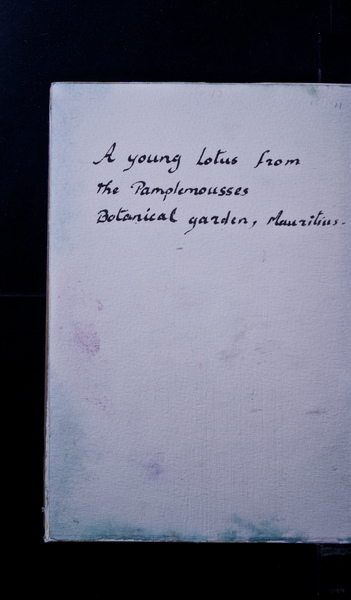 A young Lotus from
the Pamplemousses
Botanical garden, Mauritius.